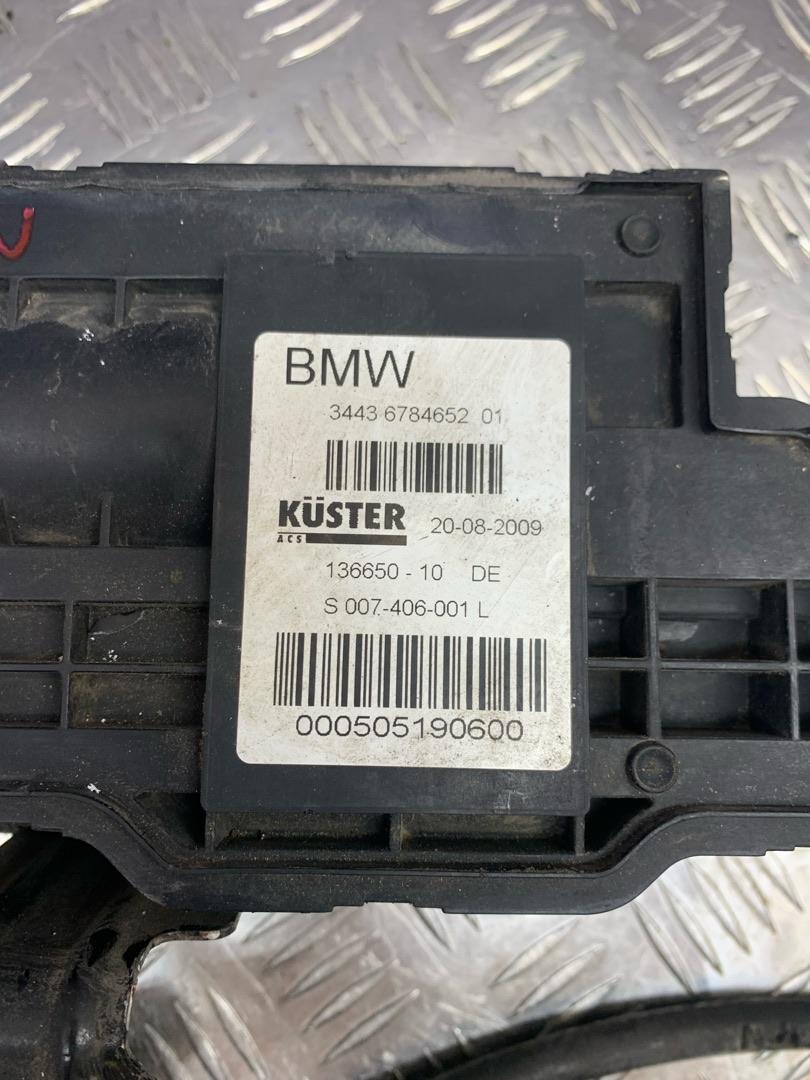 BMW
3443 6784652 01
KÜSTER 20-08-2009
ACS
136650 - 10 DE
S 007-406-001 L
000505190600